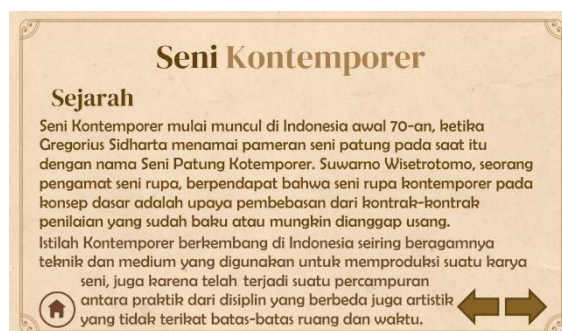 Seni Kontemporer
Sejarah
Seni Kontemporer mulai muncul di Indonesia awal 70-an, ketika
Gregorius Sidharta menamai pameran seni patung pada saat itu
dengan nama Seni Patung Kotemporer. Suwarno Wisetrotomo, seorang
pengamat seni rupa, berpendapat bahwa seni rupa kontemporer pada
konsep dasar adalah upaya pembebasan dari kontrak-kontrak
penilaian yang sudah baku atau mungkin dianggap usang.
Istilah Kontemporer berkembang di Indonesia seiring beragamnya
teknik dan medium yang digunakan untuk memproduksi suatu karya
seni, juga karena telah terjadi suatu percampuran
antara praktik dari disiplin yang berbeda juga artistik
yang tidak terikat batas-batas ruang dan waktu.